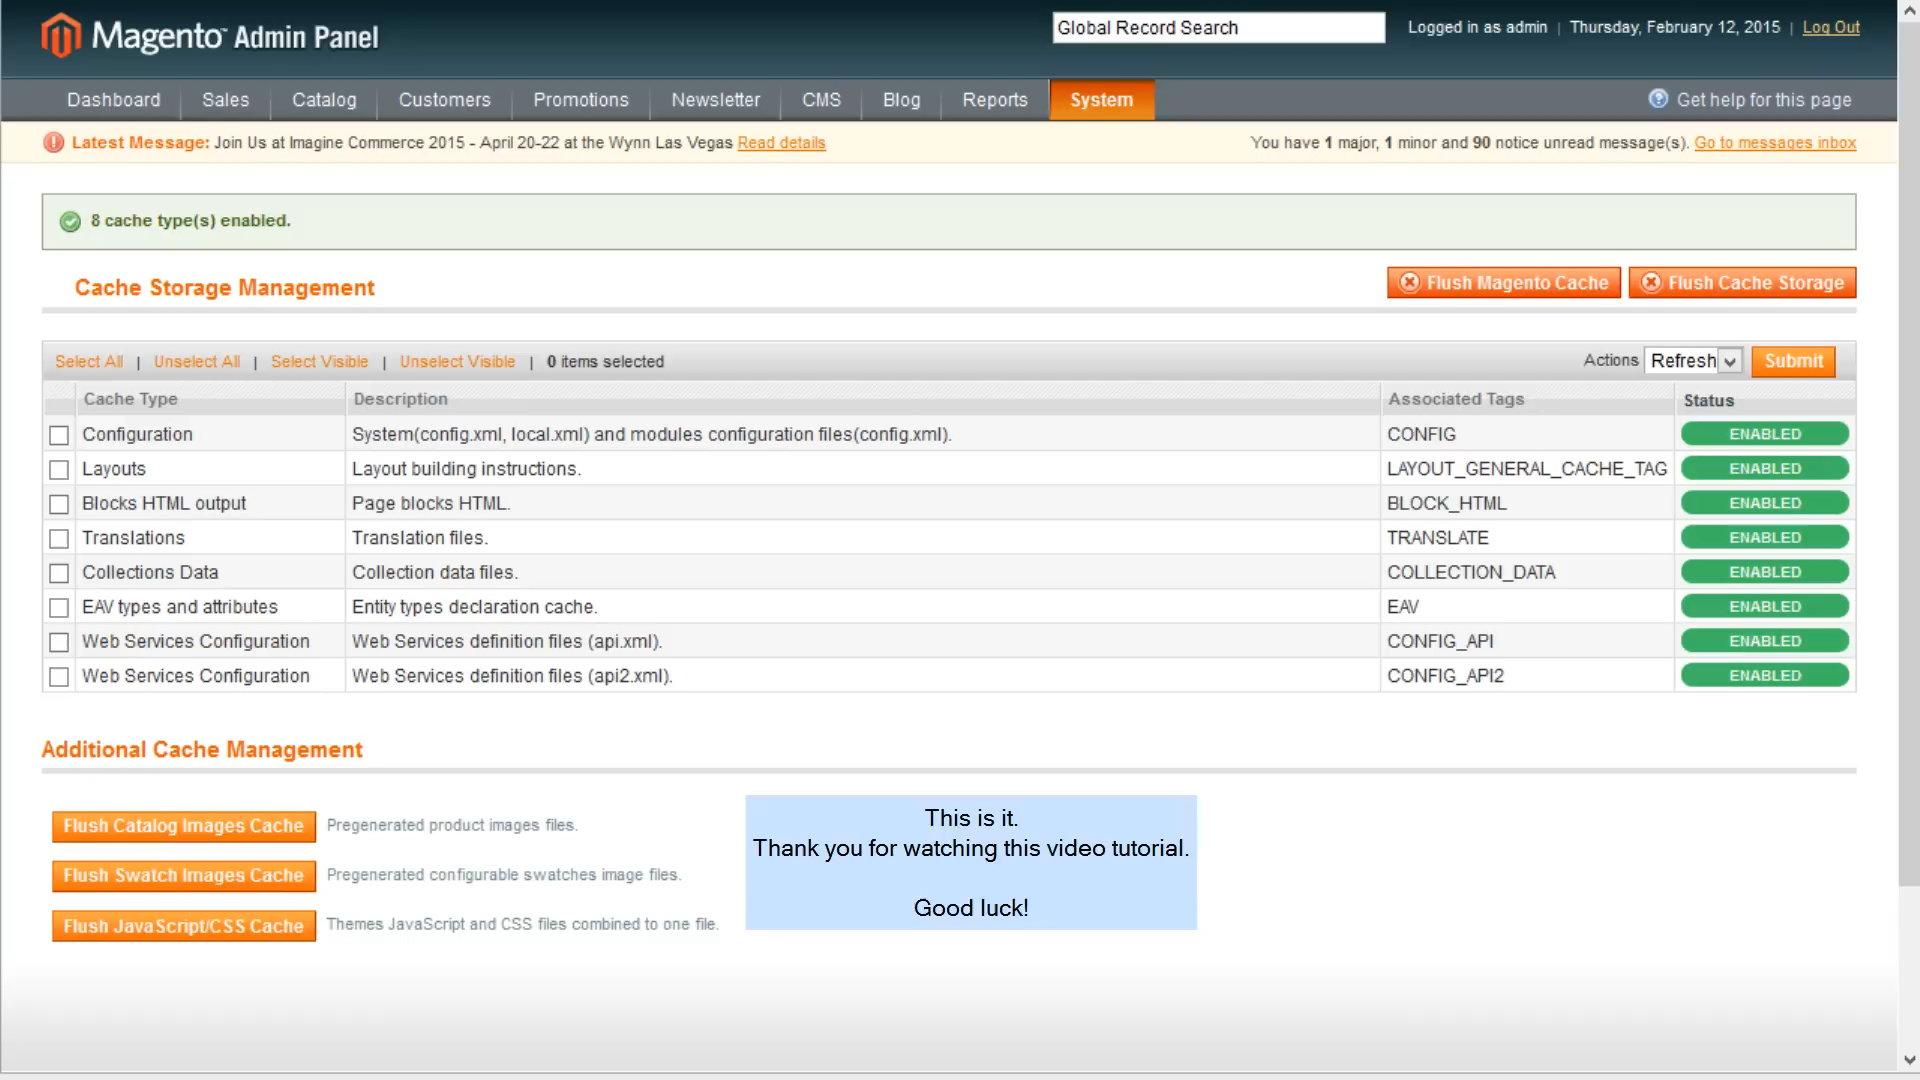 Magento Admin Panel
Global Record Search
Logged in as admin | Thursday, February 12, 2015 | Log Out
Dashboard Sales Catalog Customers Promotions Newsletter CMS Blog Reports System Get help for this page
Latest Message: Join Us at Imagine Commerce 2015 - April 20-22 at the Wynn Las Vegas Read details You have 1 major, 1 minor and 90 notice unread message(s). Go to messages inbox
8 cache type(s) enabled.
Cache Storage Management Flush Magento Cache Flush Cache Storage
Select All | Unselect All | Select Visible | Unselect Visible | 0 items selected Actions Refresh Submit
Cache Type Description Associated Tags Status
Configuration System(config.xml, local.xml) and modules configuration files(config.xml). CONFIG ENABLED
Layouts Layout building instructions. LAYOUT_GENERAL_CACHE_TAG ENABLED
Blocks HTML output Page blocks HTML. BLOCK_HTML ENABLED
Translations Translation files. TRANSLATE ENABLED
Collections Data Collection data files. COLLECTION_DATA ENABLED
EAV types and attributes Entity types declaration cache. EAV ENABLED
Web Services Configuration Web Services definition files (api.xml). CONFIG_API ENABLED
Web Services Configuration Web Services definition files (api2.xml). CONFIG_API2 ENABLED
Additional Cache Management
Flush Catalog Images Cache Pregenerated product images files.
Flush Swatch Images Cache Pregenerated configurable swatches image files.
Flush JavaScript/CSS Cache Themes JavaScript and CSS files combined to one file.
This is it.
Thank you for watching this video tutorial.
Good luck!